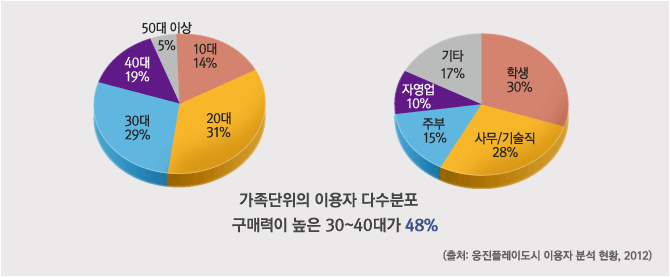 50대 이상
5%
10대
14%
40대
19%
20대
31%
30대
29%
기타
17%
학생
30%
자영업
10%
주부
15%
사무/기술직
28%
가족단위의 이용자 다수분포
구매력이 높은 30~40대가 48%
(출처: 웅진플레이도시 이용자 분석 현황, 2012)